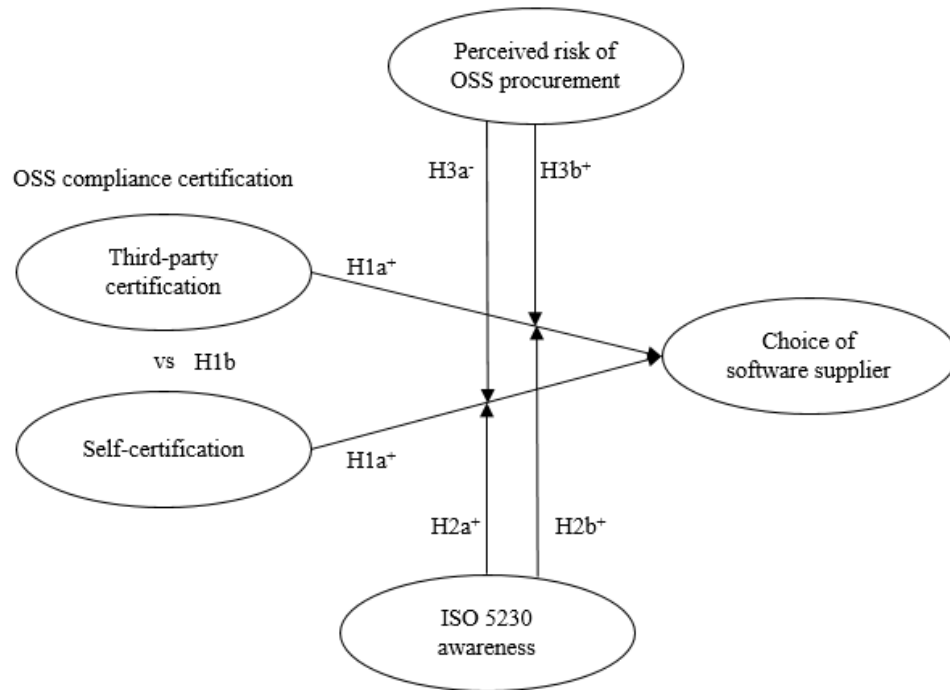 Perceived risk of
OSS procurement
H3a-
H3b+
OSS compliance certification
Third-party
certification
H1a+
vs H1b
Choice of
software supplier
Self-certification
H1a+
H2a+
H2b+
ISO 5230
awareness